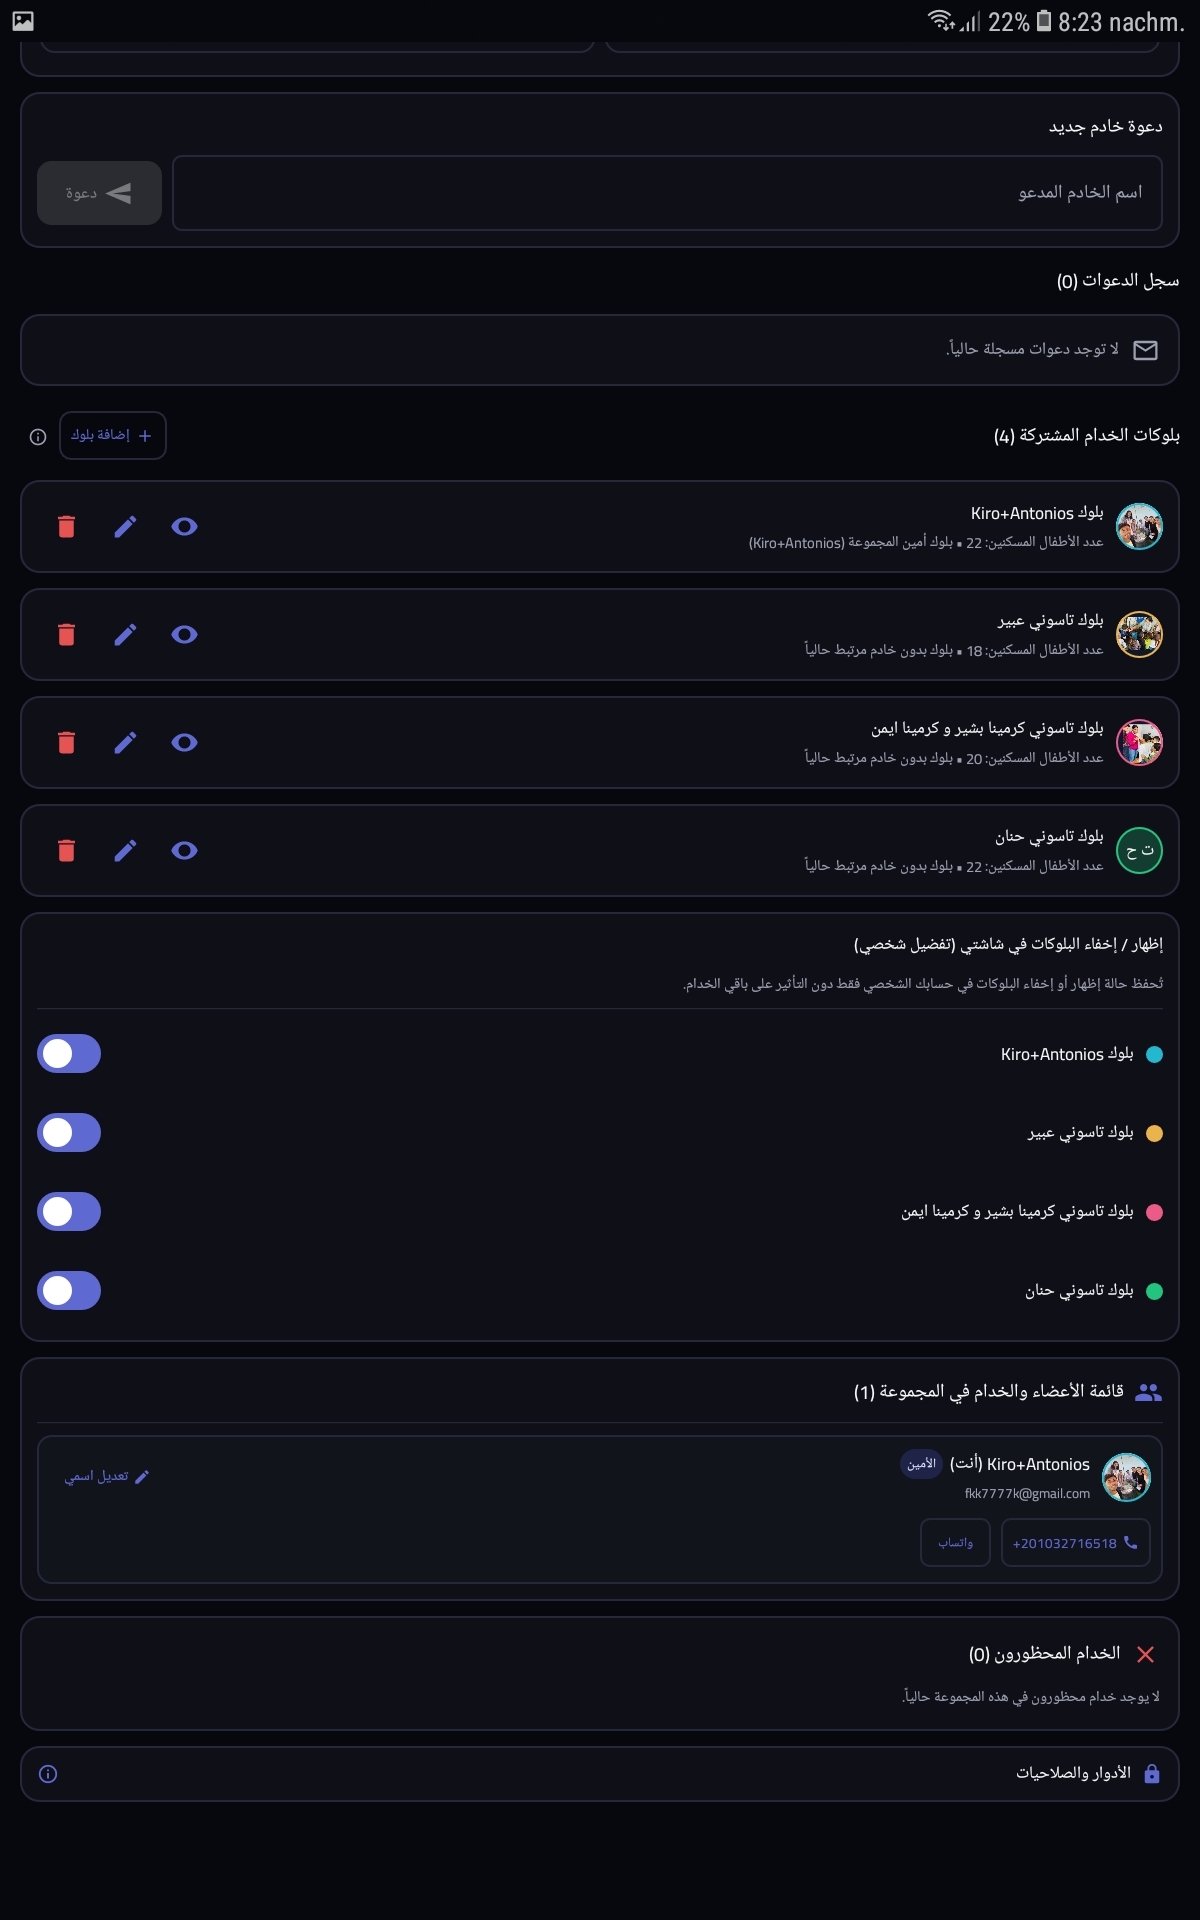 22% 8:23 nachm.
دعوة خادم جديد
اسم الخادم المدعو
دعوة
سجل الدعوات (0)
لا توجد دعوات مسجلة حالياً.
بلوكات الخدام المشتركة (4)
إضافة بلوك
بلوك Kiro+Antonios
عدد الأطفال المسكنين: 22 • بلوك أمين المجموعة (Kiro+Antonios)
بلوك تاسوني عبير
عدد الأطفال المسكنين: 18 • بلوك بدون خادم مرتبط حالياً
بلوك تاسوني كرمينا بشير و كرمينا ايمن
عدد الأطفال المسكنين: 20 • بلوك بدون خادم مرتبط حالياً
ت ح
بلوك تاسوني حنان
عدد الأطفال المسكنين: 22 • بلوك بدون خادم مرتبط حالياً
إظهار / إخفاء البلوكات في شاشتي (تفضيل شخصي)
تُحفظ حالة إظهار أو إخفاء البلوكات في حسابك الشخصي فقط دون التأثير على باقي الخدام.
بلوك Kiro+Antonios
بلوك تاسوني عبير
بلوك تاسوني كرمينا بشير و كرمينا ايمن
بلوك تاسوني حنان
قائمة الأعضاء والخدام في المجموعة (1)
Kiro+Antonios (أنت) الأمين
تعديل اسمي
fkk7777k@gmail.com
+201032716518
واتساب
الخدام المحظورون (0)
لا يوجد خدام محظورون في هذه المجموعة حالياً.
الأدوار والصلاحيات